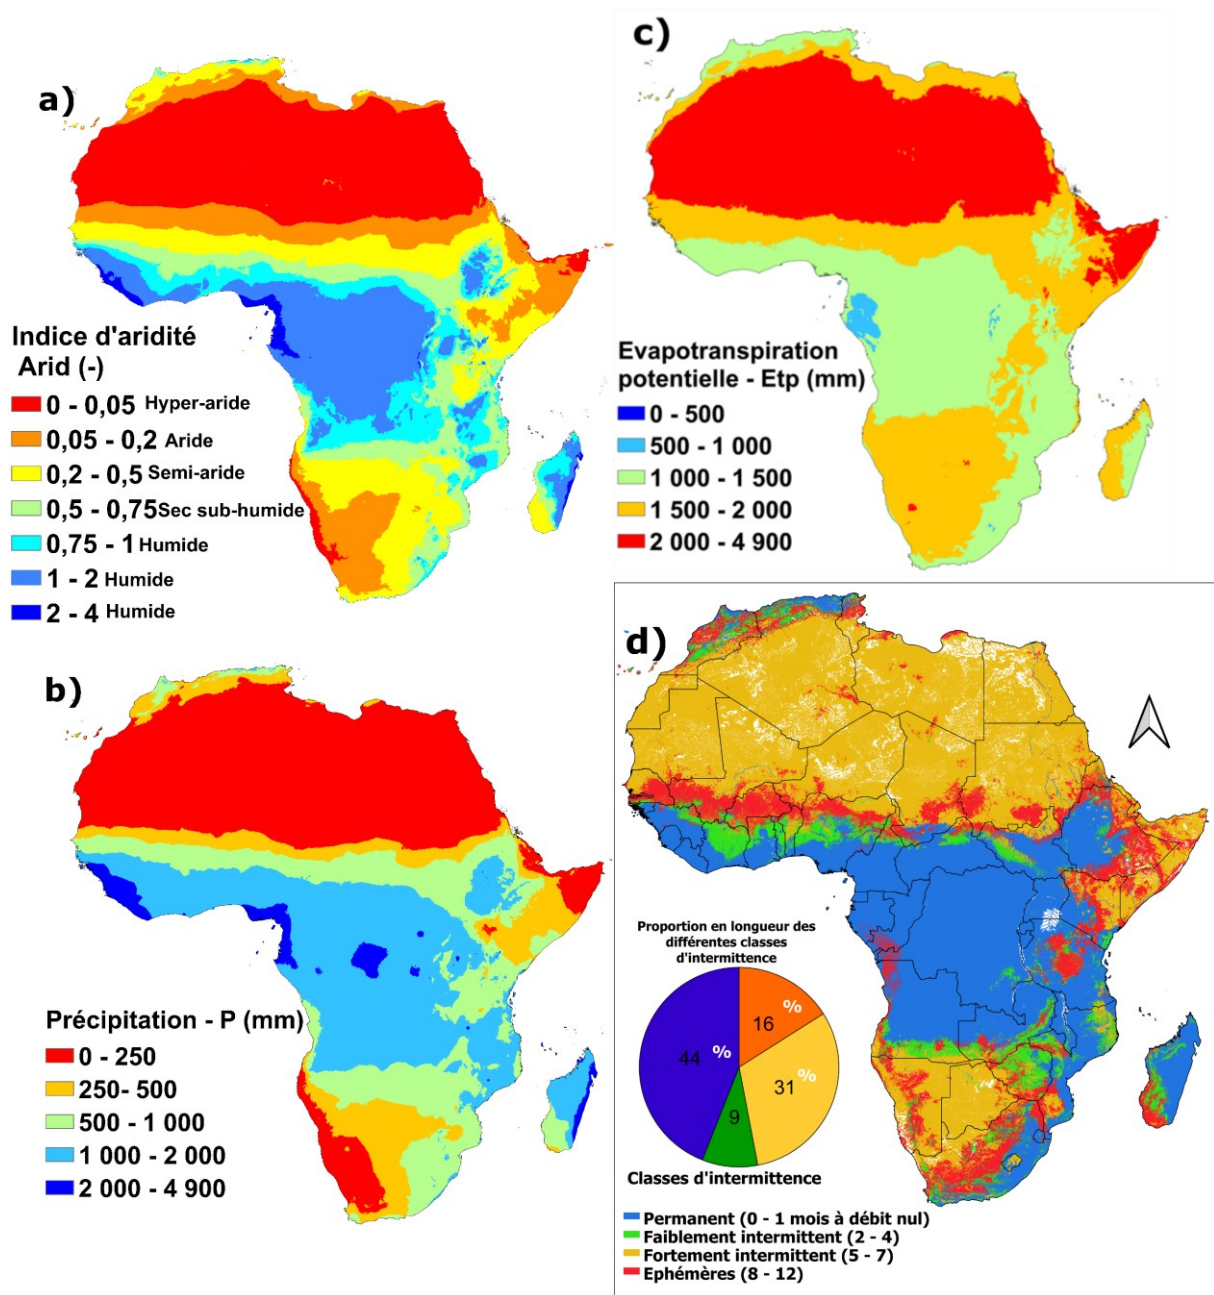 a)
Indice d'aridité
Arid (-)
0 - 0,05 Hyper-aride
0,05 - 0,2 Aride
0,2 - 0,5 Semi-aride
0,5 - 0,75 Sec sub-humide
0,75 - 1 Humide
1 - 2 Humide
2 - 4 Humide
b)
Précipitation - P (mm)
0 - 250
250- 500
500 - 1 000
1 000 - 2 000
2 000 - 4 900
c)
Evapotranspiration
potentielle - Etp (mm)
0 - 500
500 - 1 000
1 000 - 1 500
1 500 - 2 000
2 000 - 4 900
d)
Proportion en longueur des
différentes classes
d'intermittence
%
16
44 %
%
31
9
Classes d'intermittence
Permanent (0 - 1 mois à débit nul)
Faiblement intermittent (2 - 4)
Fortement intermittent (5 - 7)
Ephémères (8 - 12)